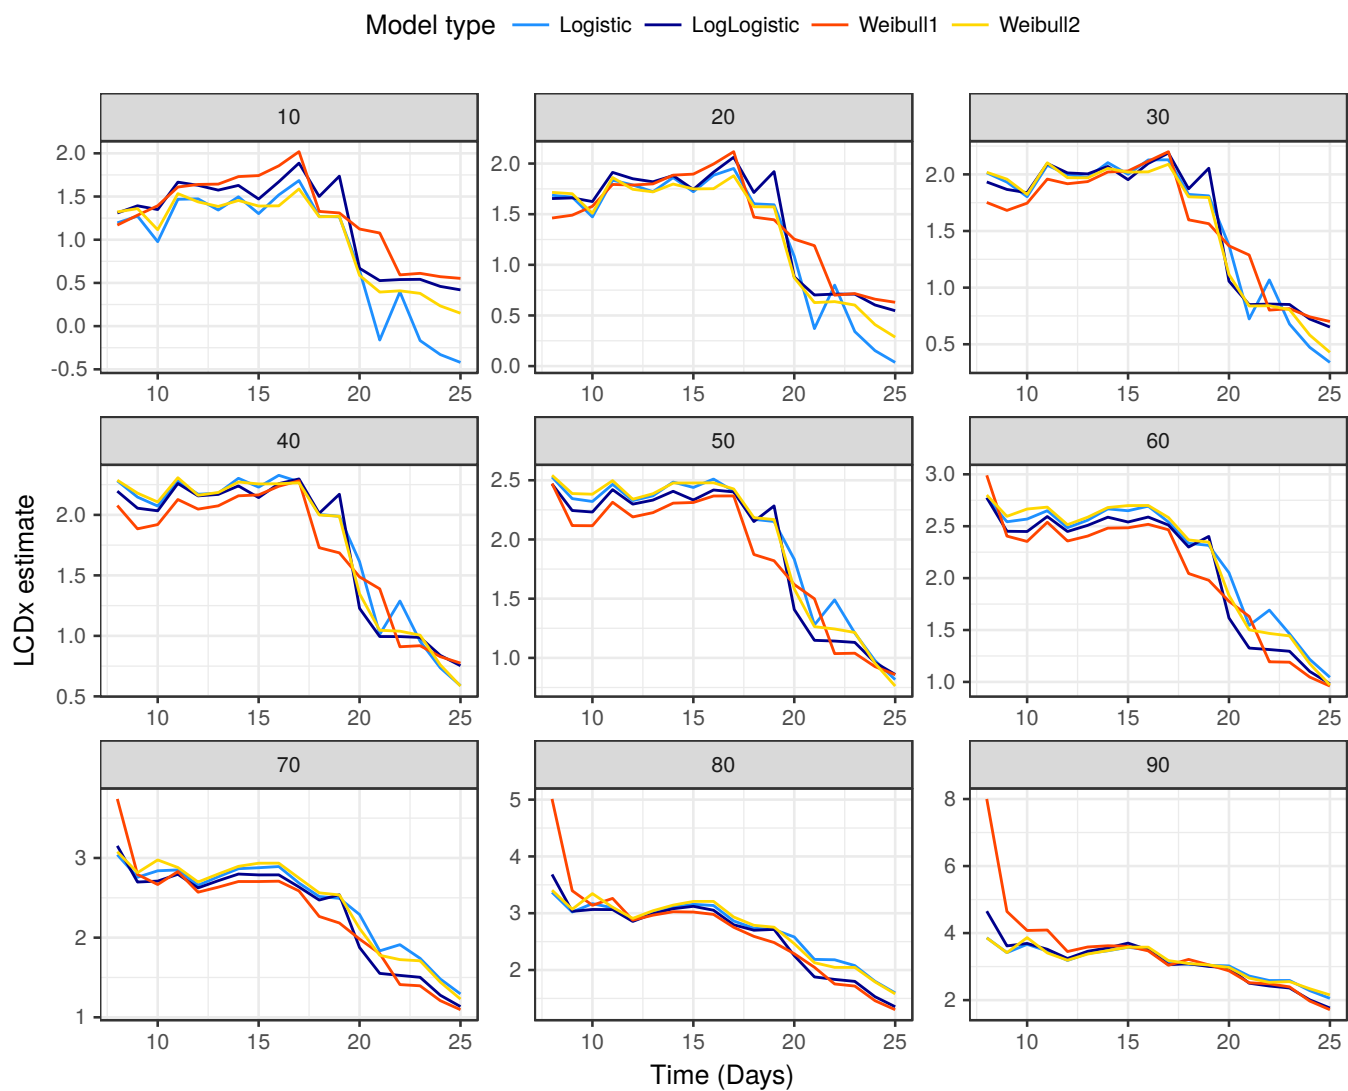 Model type Logistic LogLogistic Weibull1 Weibull2
10 20 30
2.0 1.5 1.0 0.5 0.0 -0.5
2.0 1.5 1.0 0.5 0.0
2.0 1.5 1.0 0.5
10 15 20 25 10 15 20 25 10 15 20 25
40 50 60
2.0 1.5 1.0 0.5
2.5 2.0 1.5 1.0
3.0 2.5 2.0 1.5 1.0
10 15 20 25 10 15 20 25 10 15 20 25
70 80 90
3 2 1
5 4 3 2
8 6 4 2
10 15 20 25 10 15 20 25 10 15 20 25
LCDx estimate
Time (Days)